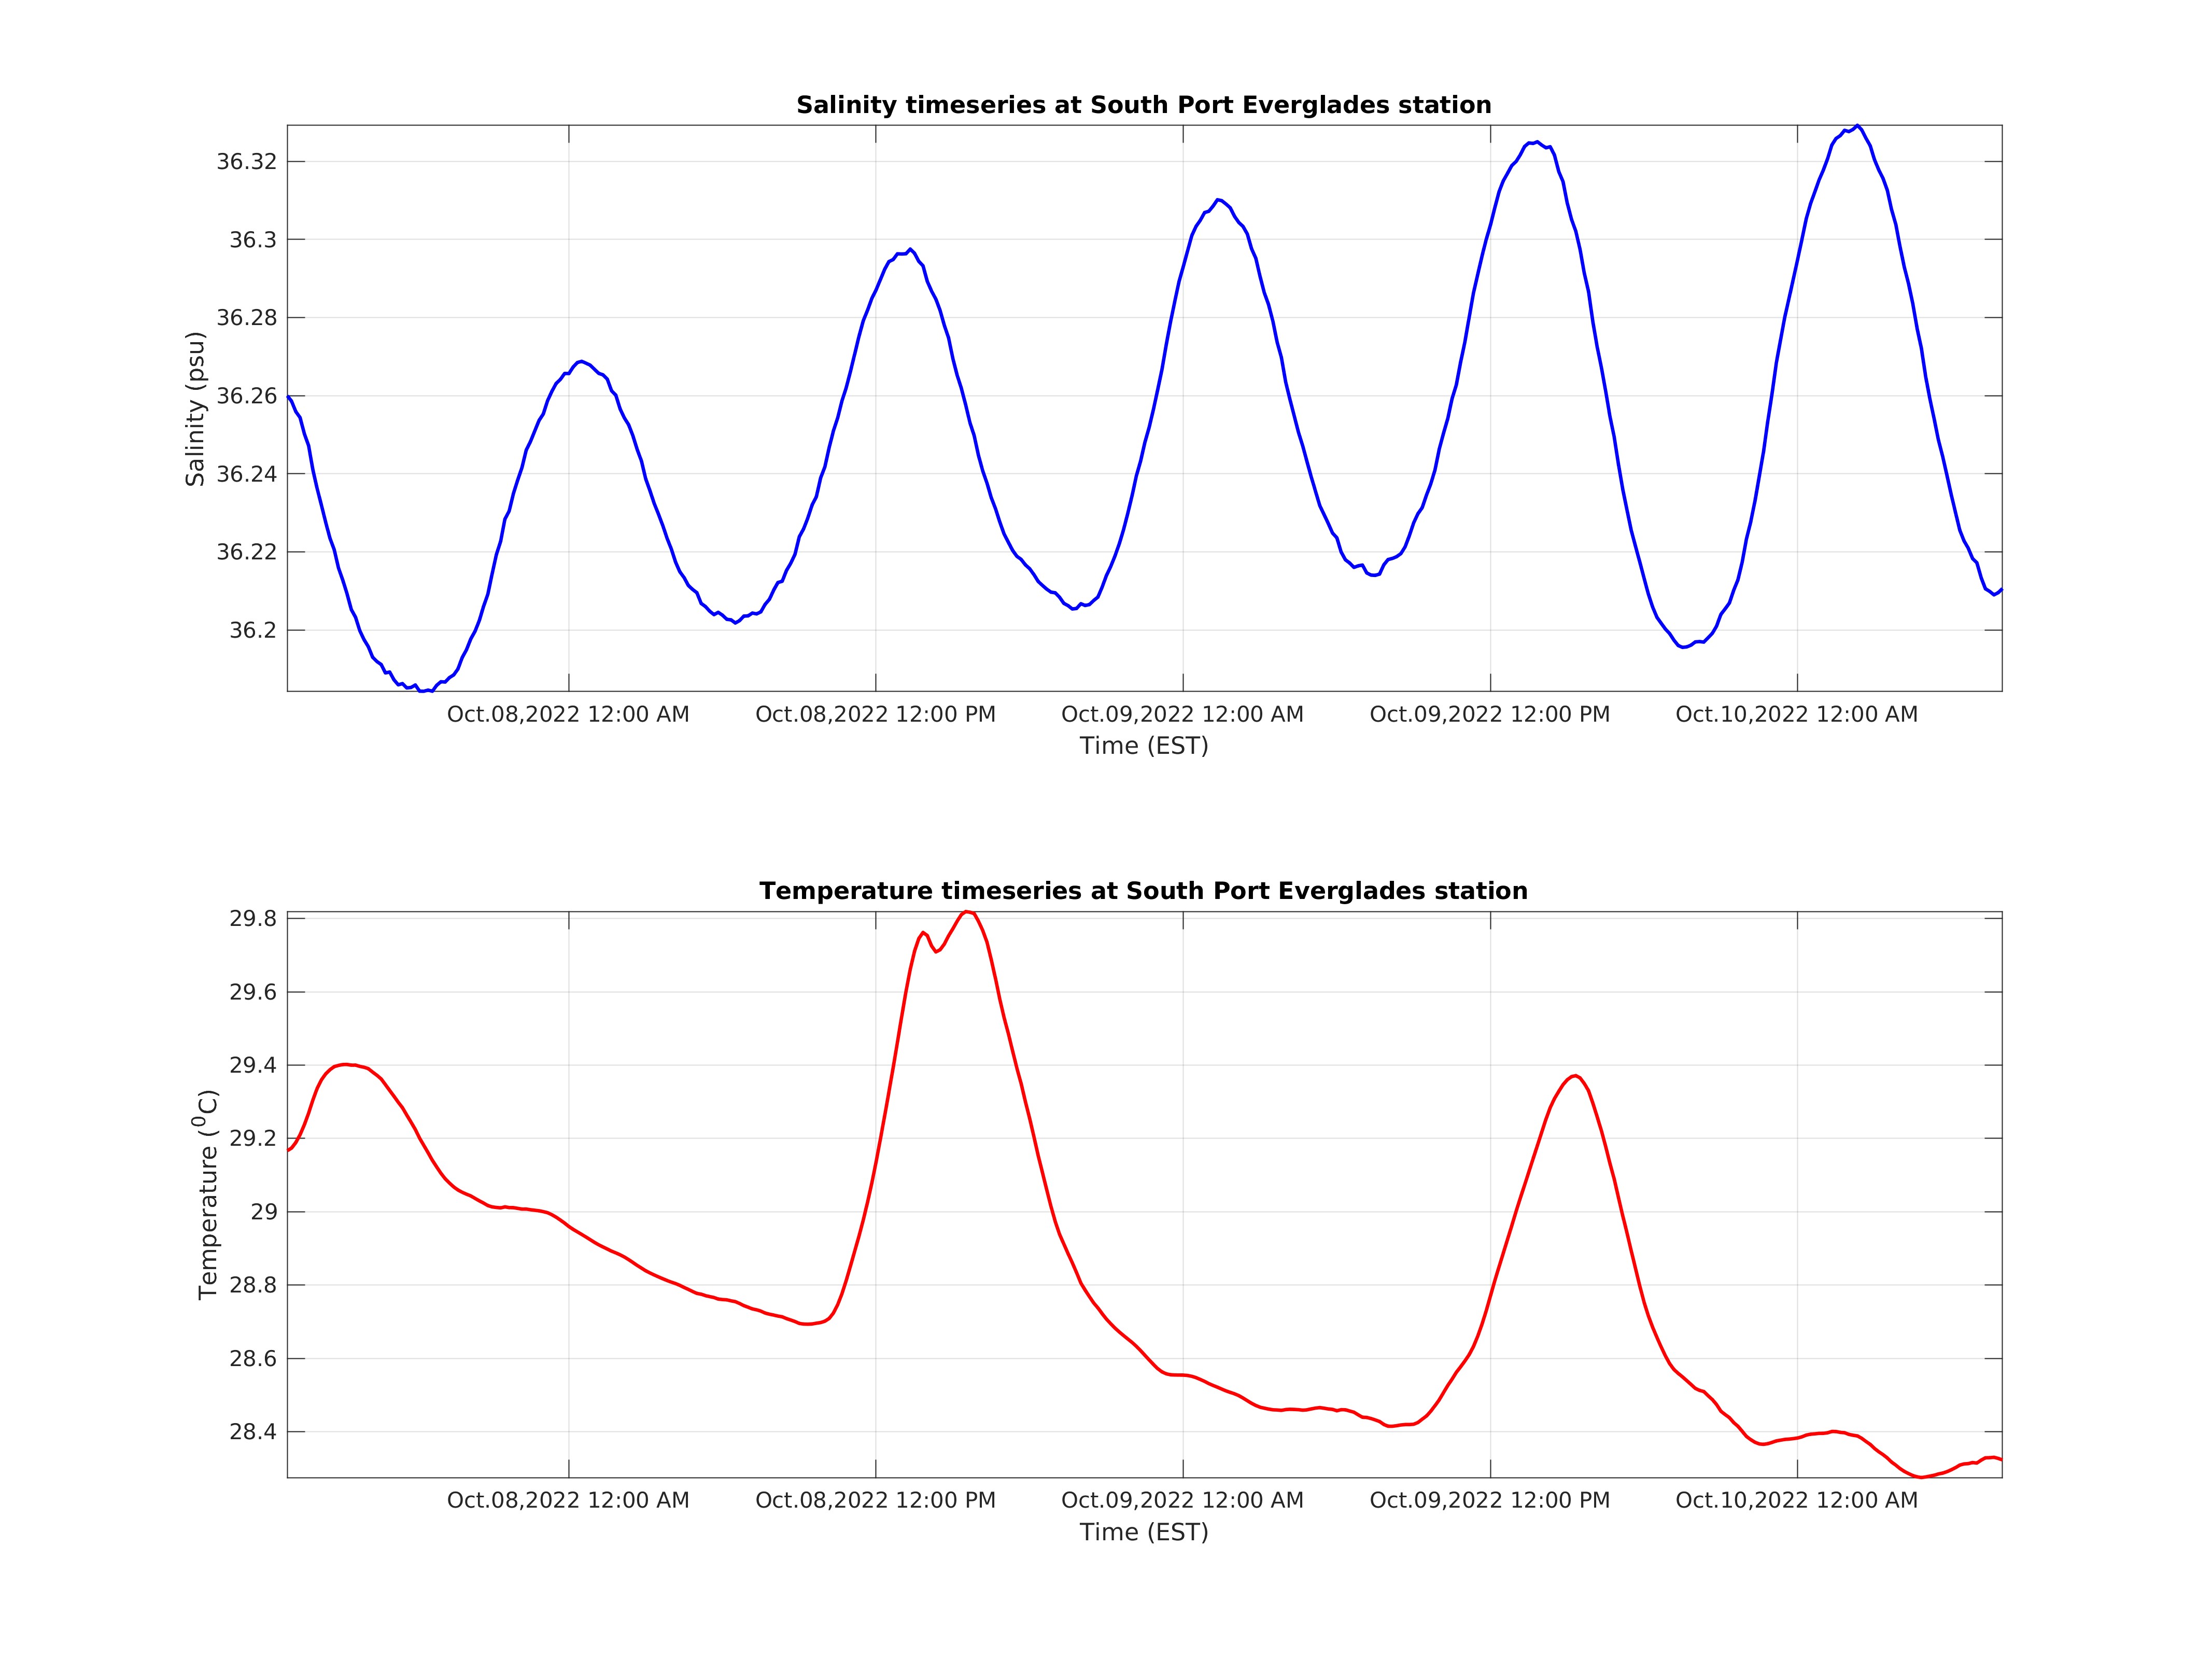 Salinity timeseries at South Port Everglades station
36.32
36.3
36.28
36.26
36.24
36.22
36.2
Salinity (psu)
Oct.08,2022 12:00 AM Oct.08,2022 12:00 PM Oct.09,2022 12:00 AM Oct.09,2022 12:00 PM Oct.10,2022 12:00 AM
Time (EST)
Temperature timeseries at South Port Everglades station
29.8
29.6
29.4
29.2
29
28.8
28.6
28.4
Temperature (⁰C)
Oct.08,2022 12:00 AM Oct.08,2022 12:00 PM Oct.09,2022 12:00 AM Oct.09,2022 12:00 PM Oct.10,2022 12:00 AM
Time (EST)